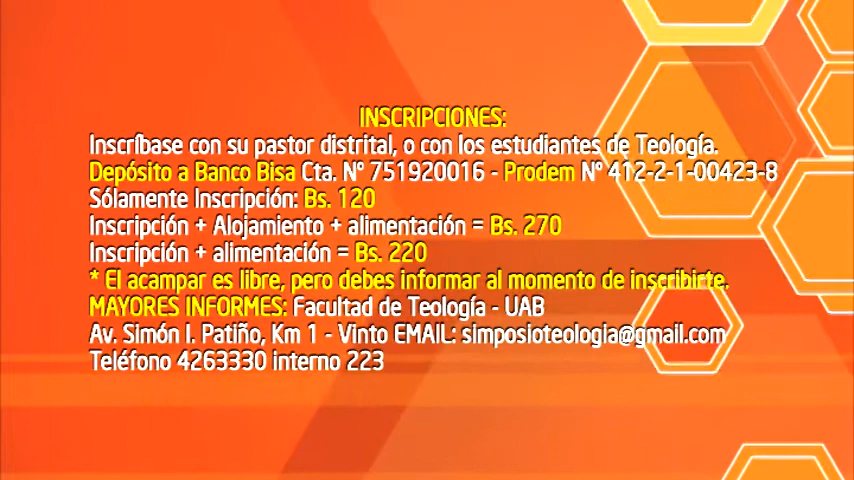 INSCRIPCIONES:
Inscríbase con su pastor distrital, o con los estudiantes de Teología.
Depósito a Banco Bisa Cta. Nº 751920016 - Prodem Nº 412-2-1-00423-8
Sólamente Inscripción: Bs. 120
Inscripción + Alojamiento + alimentación = Bs. 270
Inscripción + alimentación = Bs. 220
* El acampar es libre, pero debes informar al momento de inscribirte.
MAYORES INFORMES: Facultad de Teología - UAB
Av. Simón I. Patiño, Km 1 - Vinto EMAIL: simposioteologia@gmail.com
Teléfono 4263330 interno 223